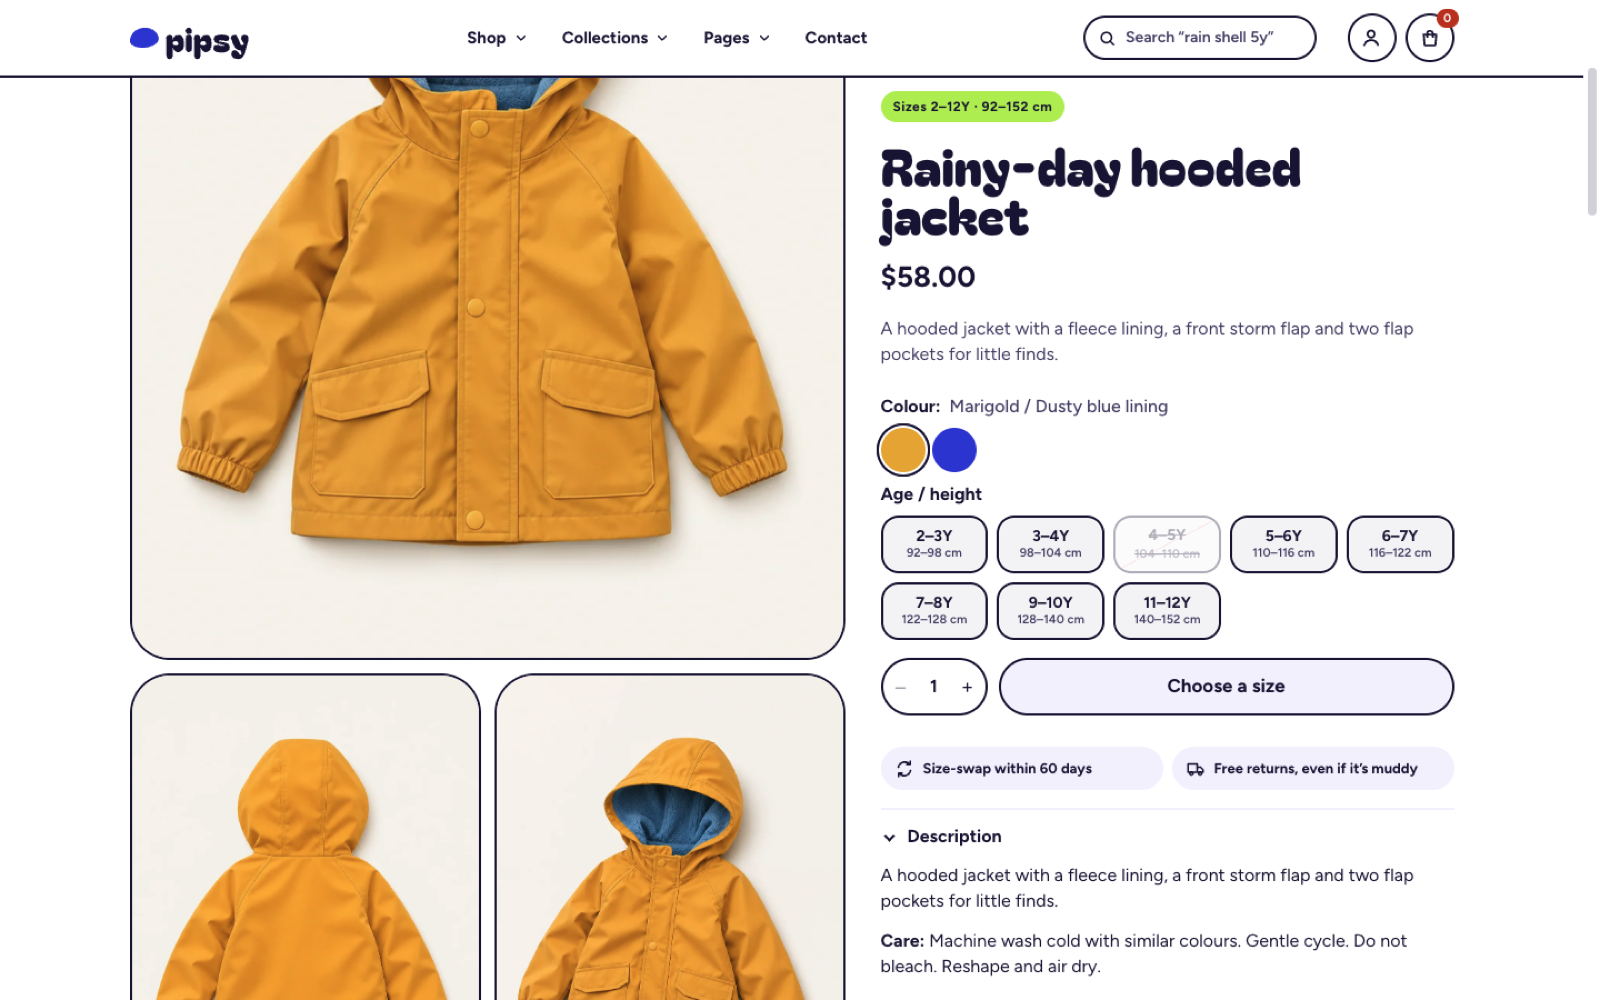 pipsy
Shop
Collections
Pages
Contact
Search “rain shell 5y”
0
Sizes 2–12Y · 92–152 cm
Rainy-day hooded
jacket
$58.00
A hooded jacket with a fleece lining, a front storm flap and two flap
pockets for little finds.
Colour: Marigold / Dusty blue lining
Age / height
2–3Y
92–98 cm
3–4Y
98–104 cm
4–5Y
104–110 cm
5–6Y
110–116 cm
6–7Y
116–122 cm
7–8Y
122–128 cm
9–10Y
128–140 cm
11–12Y
140–152 cm
− 1 +
Choose a size
Size-swap within 60 days
Free returns, even if it’s muddy
Description
A hooded jacket with a fleece lining, a front storm flap and two flap
pockets for little finds.
Care: Machine wash cold with similar colours. Gentle cycle. Do not
bleach. Reshape and air dry.